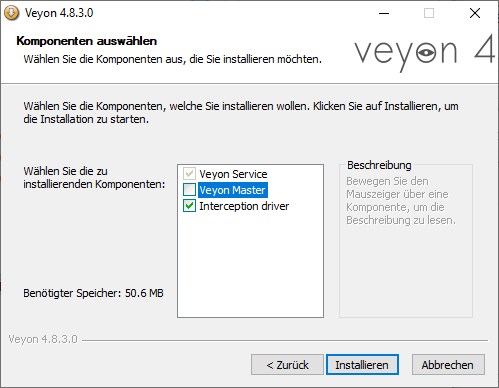 Veyon 4.8.3.0
Komponenten auswählen
Wählen Sie die Komponenten aus, die Sie installieren möchten.
veyon 4
Wählen Sie die Komponenten, welche Sie installieren wollen. Klicken Sie auf Installieren, um
die Installation zu starten.
Wählen Sie die zu
installierenden Komponenten:
Veyon Service
Veyon Master
Interception driver
Beschreibung
Bewegen Sie den
Mauszeiger über eine
Komponente, um die
Beschreibung zu lesen.
Benötigter Speicher: 50.6 MB
Veyon 4.8.3.0
< Zurück
Installieren
Abbrechen